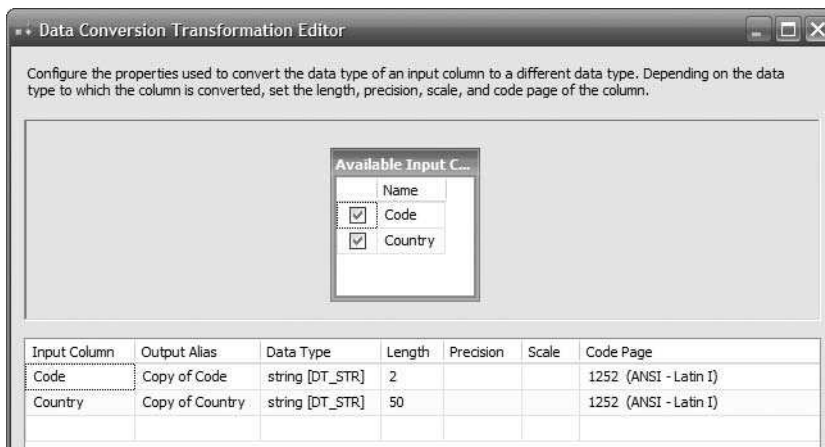 Data Conversion Transformation Editor
Configure the properties used to convert the data type of an input column to a different data type. Depending on the data
type to which the column is converted, set the length, precision, scale, and code page of the column.
Available Input C...
Name
Code
Country
Input Column Output Alias Data Type Length Precision Scale Code Page
Code Copy of Code string [DT_STR] 2 1252 (ANSI - Latin I)
Country Copy of Country string [DT_STR] 50 1252 (ANSI - Latin I)